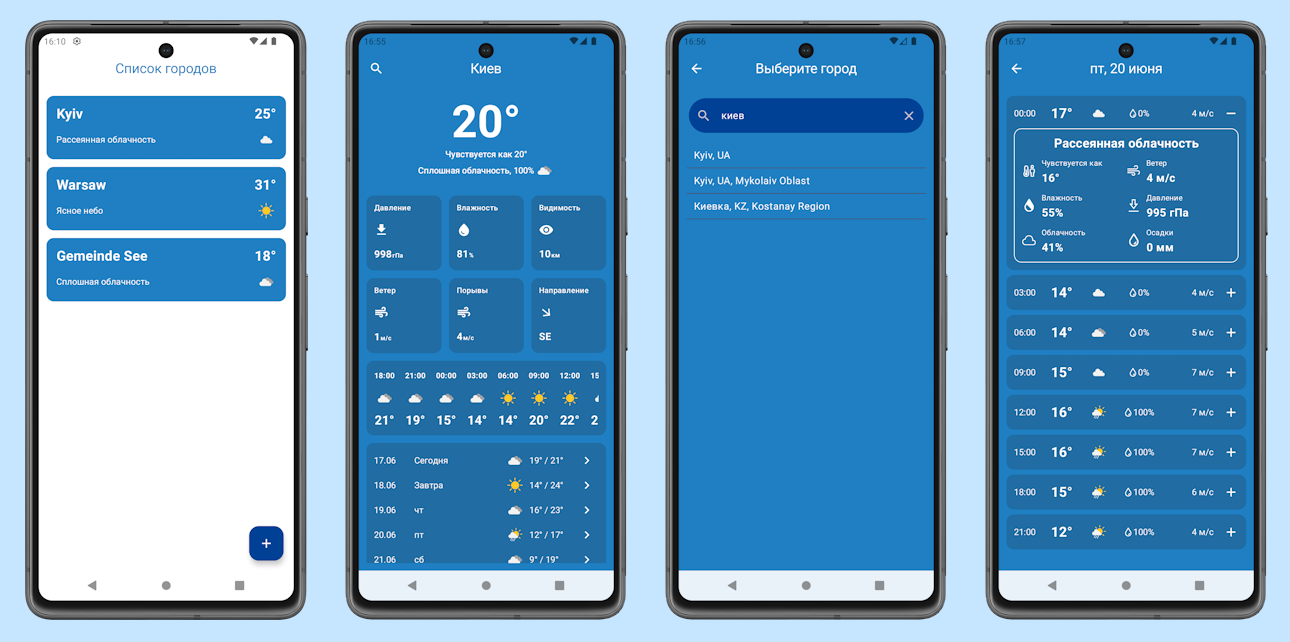 16:10
Список городов
Kyiv 25°
Рассеянная облачность
Warsaw 31°
Ясное небо
Gemeinde See 18°
Сплошная облачность
+
16:55
Киев
20°
Чувствуется как 20°
Сплошная облачность, 100%
Давление Влажность Видимость
998гПа 81% 10км
Ветер Порывы Направление
1м/с 4м/с SE
18:00 21:00 00:00 03:00 06:00 09:00 12:00 15
21° 19° 15° 14° 14° 20° 22° 2
17.06 Сегодня 19° / 21°
18.06 Завтра 14° / 24°
19.06 чт 16° / 23°
20.06 пт 12° / 17°
21.06 сб 9° / 19°
16:56
Выберите город
киев
Kyiv, UA
Kyiv, UA, Mykolaiv Oblast
Киевка, KZ, Kostanay Region
16:57
пт, 20 июня
00:00 17° 0% 4 м/с −
Рассеянная облачность
Чувствуется как Ветер
16° 4 м/с
Влажность Давление
55% 995 гПа
Облачность Осадки
41% 0 мм
03:00 14° 0% 4 м/с +
06:00 14° 0% 5 м/с +
09:00 15° 0% 7 м/с +
12:00 16° 100% 7 м/с +
15:00 16° 100% 7 м/с +
18:00 15° 100% 6 м/с +
21:00 12° 100% 4 м/с +